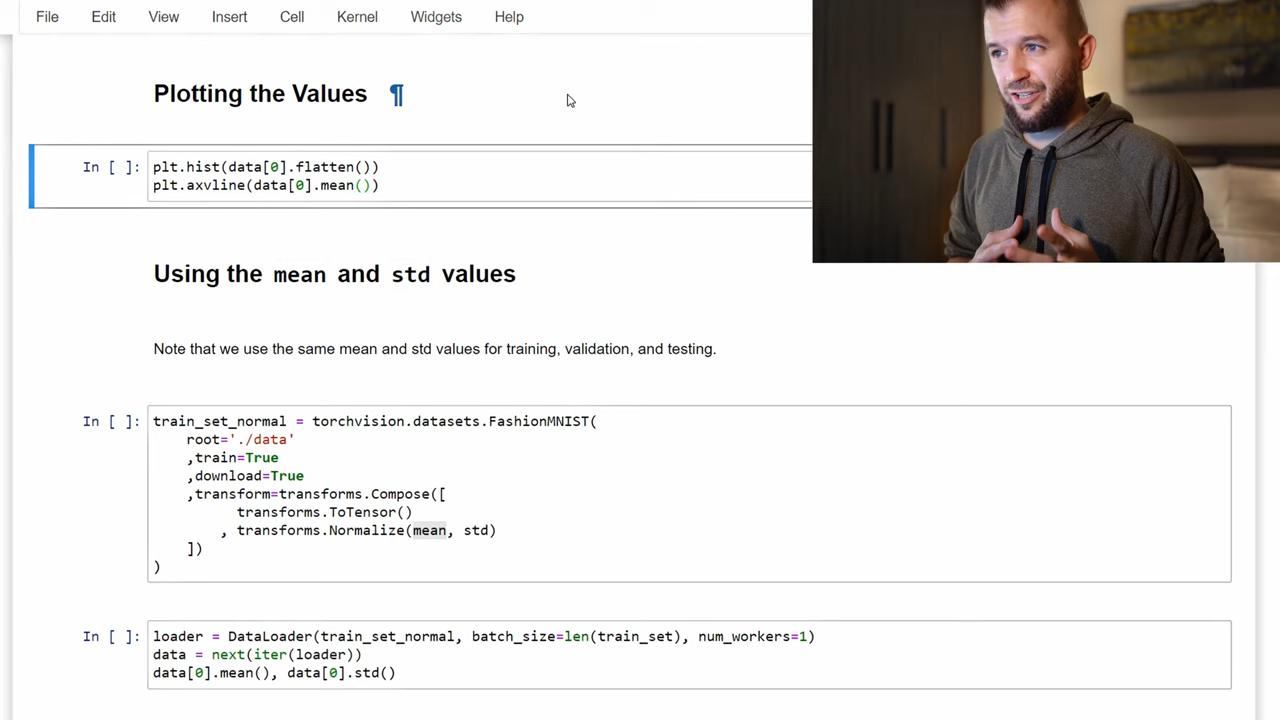 File Edit View Insert Cell Kernel Widgets Help
Plotting the Values ¶
In [ ]: plt.hist(data[0].flatten())
plt.axvline(data[0].mean())
Using the mean and std values
Note that we use the same mean and std values for training, validation, and testing.
In [ ]: train_set_normal = torchvision.datasets.FashionMNIST(
root='./data'
,train=True
,download=True
,transform=transforms.Compose([
transforms.ToTensor()
, transforms.Normalize(mean, std)
])
)
In [ ]: loader = DataLoader(train_set_normal, batch_size=len(train_set), num_workers=1)
data = next(iter(loader))
data[0].mean(), data[0].std()